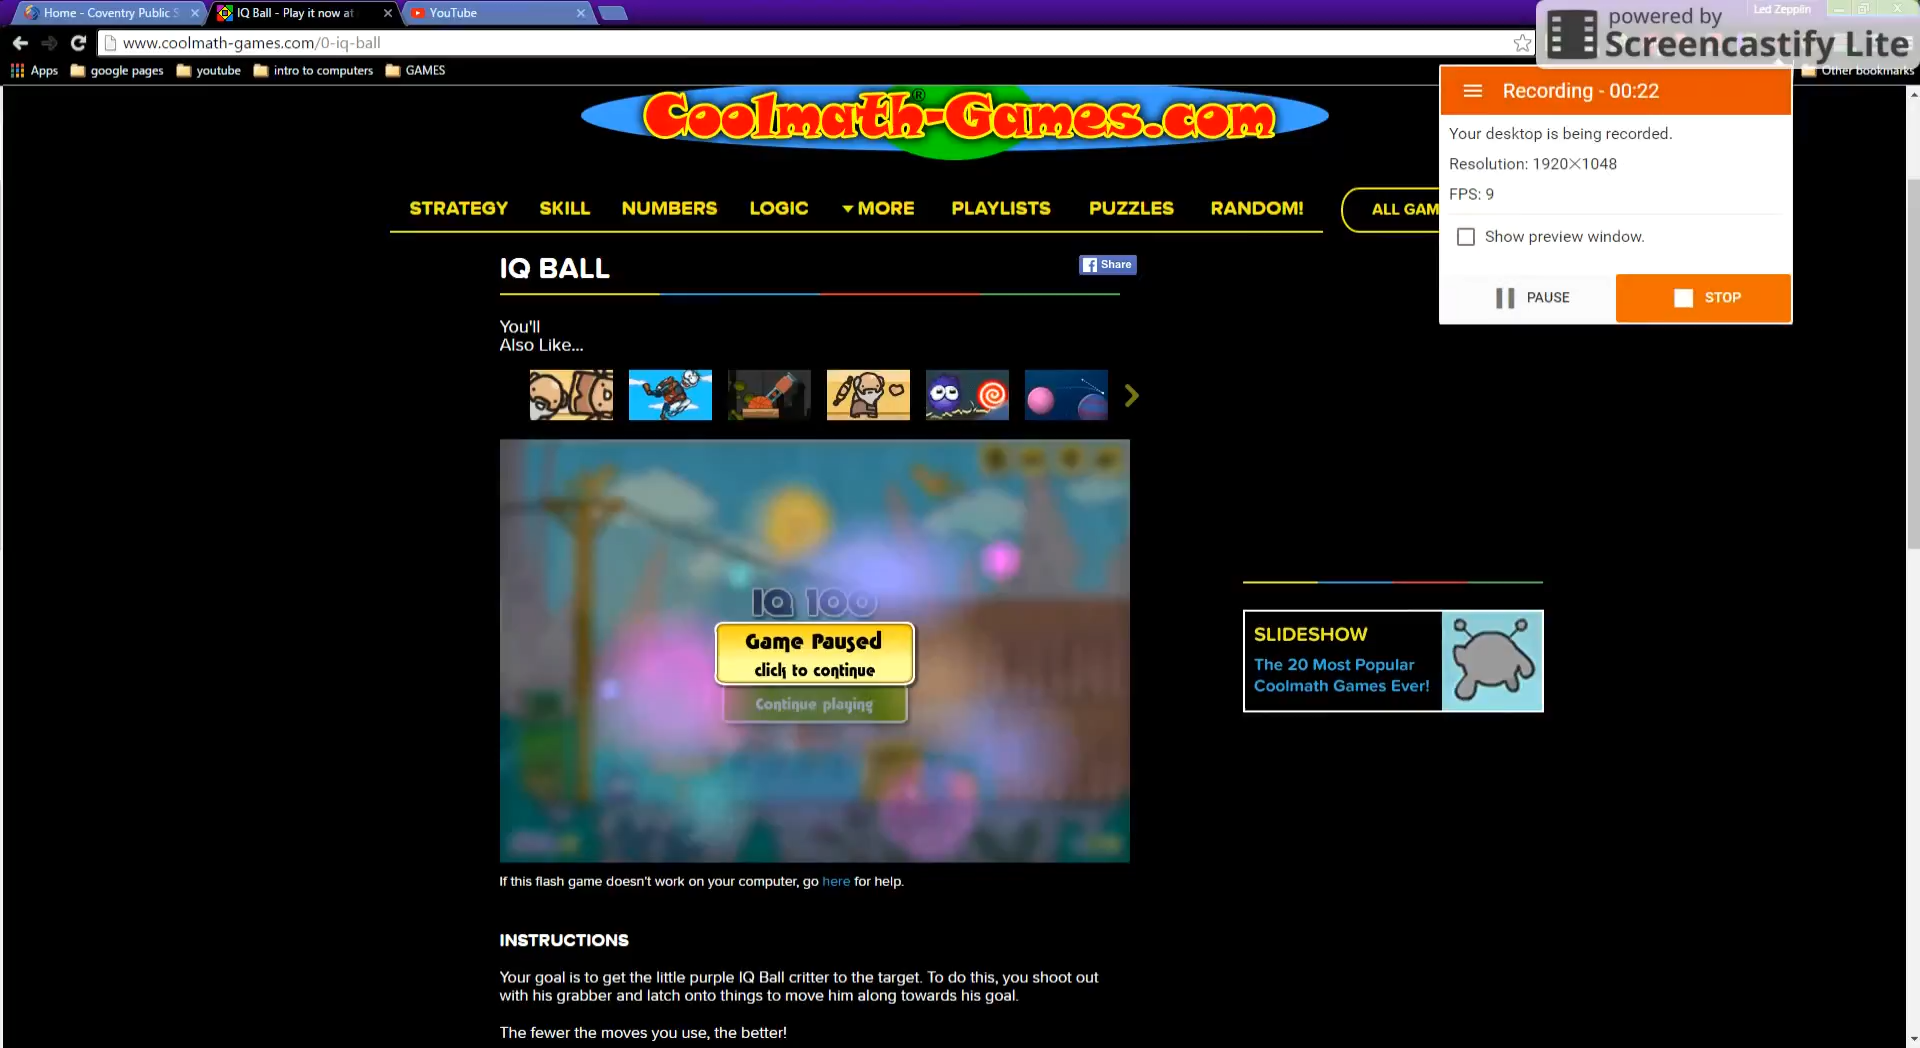 Home - Coventry Public S
IQ Ball - Play it now at
YouTube
Led Zepplin
powered by
Screencastify Lite
www.coolmath-games.com/0-iq-ball
Apps
google pages
youtube
intro to computers
GAMES
Other bookmarks
Coolmath-Games.com®
Recording - 00:22
Your desktop is being recorded.
Resolution: 1920×1048
FPS: 9
Show preview window.
PAUSE
STOP
STRATEGY
SKILL
NUMBERS
LOGIC
MORE
PLAYLISTS
PUZZLES
RANDOM!
ALL GAM
IQ BALL
Share
You'll
Also Like...
IQ 100
Game Paused
click to continue
Continue playing
SLIDESHOW
The 20 Most Popular
Coolmath Games Ever!
If this flash game doesn't work on your computer, go here for help.
INSTRUCTIONS
Your goal is to get the little purple IQ Ball critter to the target. To do this, you shoot out
with his grabber and latch onto things to move him along towards his goal.
The fewer the moves you use, the better!